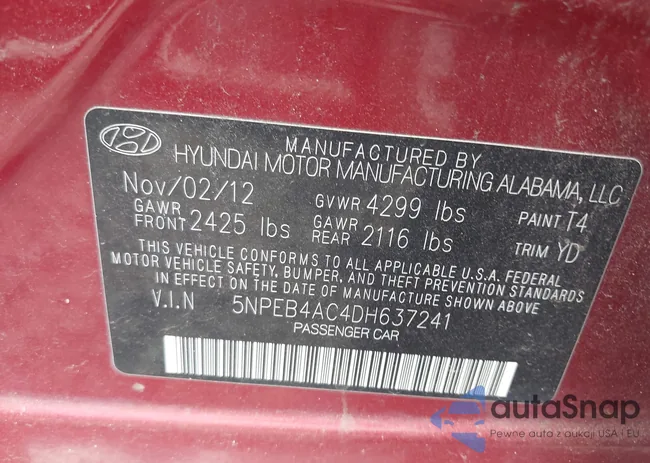 MANUFACTURED BY
HYUNDAI MOTOR MANUFACTURING ALABAMA, LLC
Nov/02/12 GVWR 4299 lbs PAINT T4
GAWR FRONT 2425 lbs GAWR REAR 2116 lbs TRIM YD
THIS VEHICLE CONFORMS TO ALL APPLICABLE U.S.A. FEDERAL
MOTOR VEHICLE SAFETY, BUMPER, AND THEFT PREVENTION STANDARDS
IN EFFECT ON THE DATE OF MANUFACTURE SHOWN ABOVE
V.I.N 5NPEB4AC4DH637241
PASSENGER CAR
autaSnap
Pewne auta z aukcji USA i EU